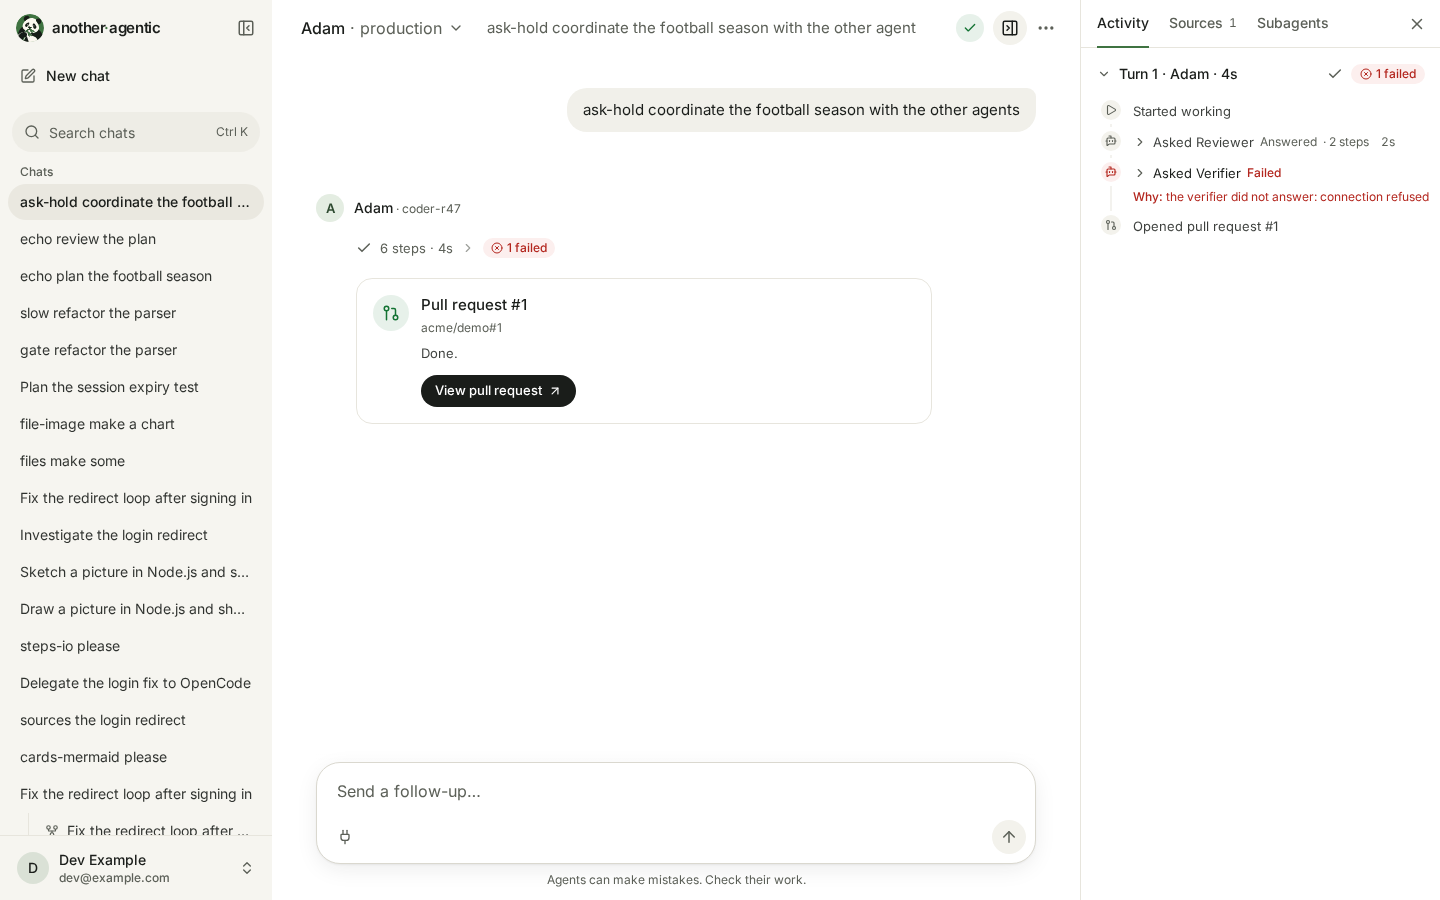 another·agentic
New chat
Search chats Ctrl K
Chats
ask-hold coordinate the football ...
echo review the plan
echo plan the football season
slow refactor the parser
gate refactor the parser
Plan the session expiry test
file-image make a chart
files make some
Fix the redirect loop after signing in
Investigate the login redirect
Sketch a picture in Node.js and s...
Draw a picture in Node.js and sh...
steps-io please
Delegate the login fix to OpenCode
sources the login redirect
cards-mermaid please
Fix the redirect loop after signing in
Fix the redirect loop after ...
D Dev Example
dev@example.com
Adam · production ask-hold coordinate the football season with the other agent
ask-hold coordinate the football season with the other agents
A Adam · coder-r47
6 steps · 4s 1 failed
Pull request #1
acme/demo#1
Done.
View pull request
Send a follow-up...
Agents can make mistakes. Check their work.
Activity Sources 1 Subagents
Turn 1 · Adam · 4s 1 failed
Started working
Asked Reviewer Answered · 2 steps 2s
Asked Verifier Failed
Why: the verifier did not answer: connection refused
Opened pull request #1